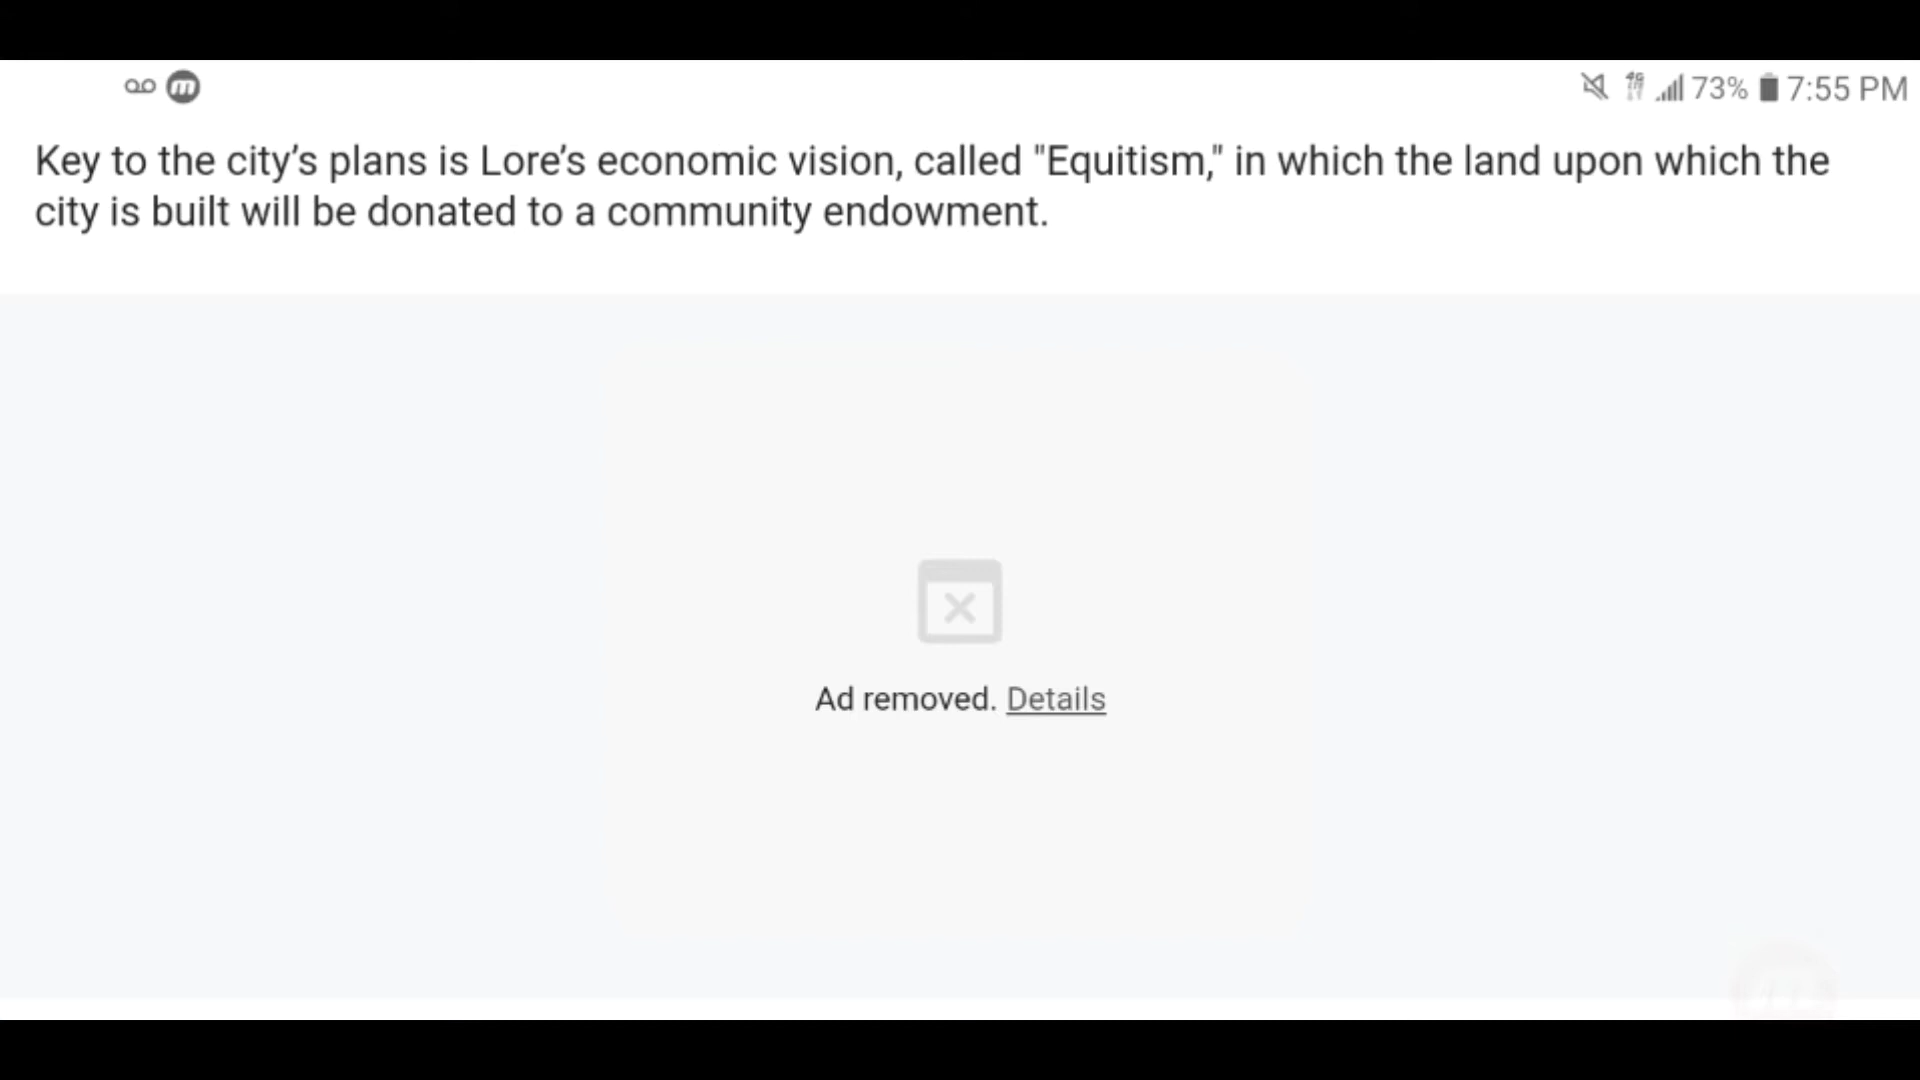 73% 7:55 PM
Key to the city’s plans is Lore’s economic vision, called "Equitism," in which the land upon which the
city is built will be donated to a community endowment.
Ad removed. Details